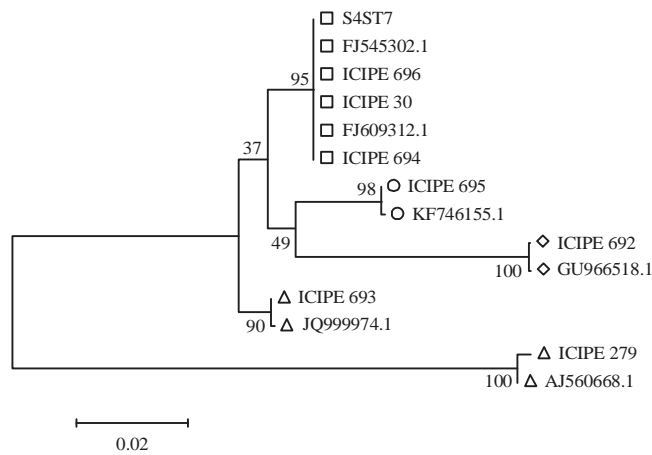 S4ST7
FJ545302.1
ICIPE 696
95
ICIPE 30
FJ609312.1
37
ICIPE 694
98
ICIPE 695
KF746155.1
49
ICIPE 692
100
GU966518.1
ICIPE 693
90
JQ999974.1
ICIPE 279
100
AJ560668.1
0.02